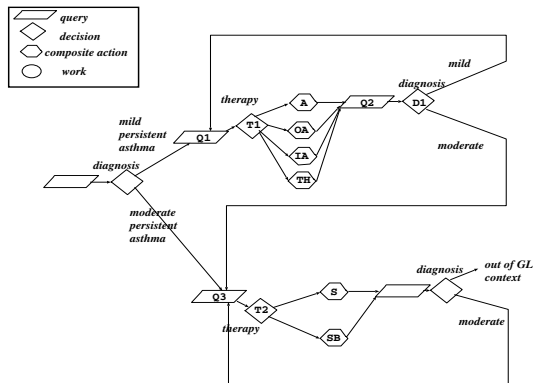 query
decision
composite action
work
mild
diagnosis
therapy
A
Q2
D1
mild
persistent
asthma
T1
OA
Q1
moderate
IA
diagnosis
TH
moderate
persistent
asthma
out of GL
context
diagnosis
S
Q3
T2
moderate
therapy
SB